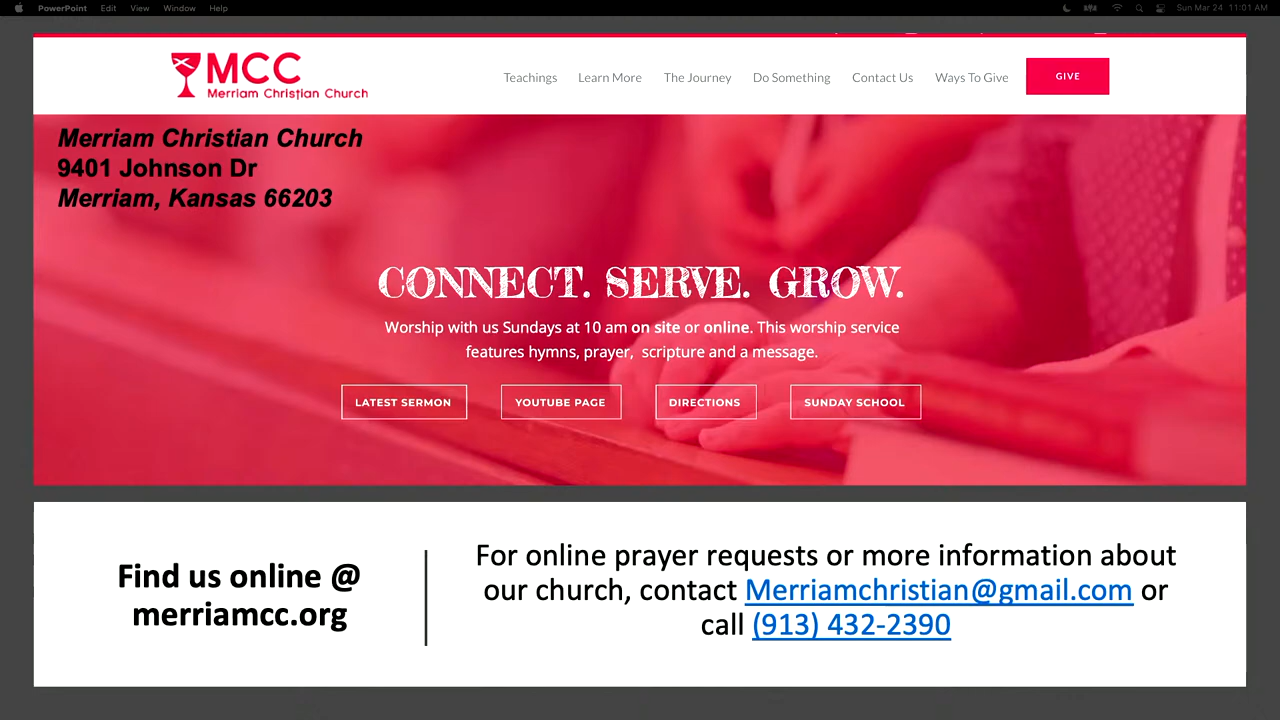 PowerPoint Edit View Window Help
Sun Mar 24 11:01 AM
MCC
Merriam Christian Church
Teachings Learn More The Journey Do Something Contact Us Ways To Give GIVE
Merriam Christian Church
9401 Johnson Dr
Merriam, Kansas 66203
CONNECT. SERVE. GROW.
Worship with us Sundays at 10 am on site or online. This worship service
features hymns, prayer, scripture and a message.
LATEST SERMON YOUTUBE PAGE DIRECTIONS SUNDAY SCHOOL
Find us online @
merriamcc.org
For online prayer requests or more information about
our church, contact Merriamchristian@gmail.com or
call (913) 432-2390